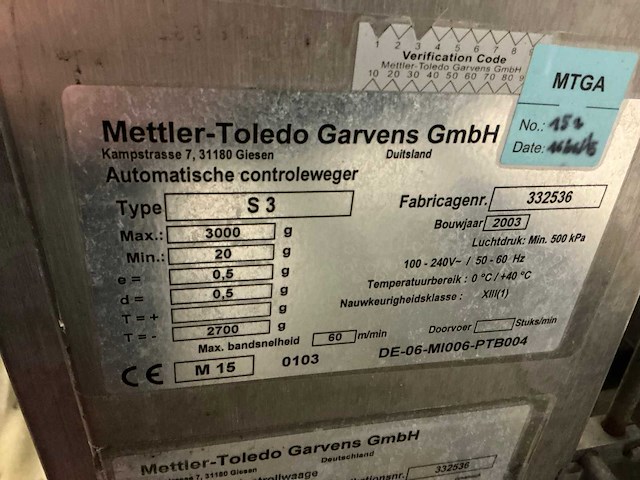 1 2 3 4 5 6 7 8
Verification Code
Mettler-Toledo Garvens GmbH
10 20 30 40 50 60 70 80
MTGA
No.:
Date:
Mettler-Toledo Garvens GmbH
Kampstrasse 7, 31180 Giesen Duitsland
Automatische controleweger
Type S 3 Fabricagenr. 332536
Max.: 3000 g Bouwjaar 2003
Min.: 20 g Luchtdruk: Min. 500 kPa
e = 0,5 g 100 - 240V~ / 50 - 60 Hz
d = 0,5 g Temperatuurbereik : 0 °C / +40 °C
T = + g Nauwkeurigheidsklasse : XIII(1)
T = - 2700 g
Max. bandsnelheid 60 m/min Doorvoer Stuks/min
CE M 15 0103 DE-06-MI006-PTB004
Mettler-Toledo Garvens GmbH
31180 Giesen Deutschland
332536